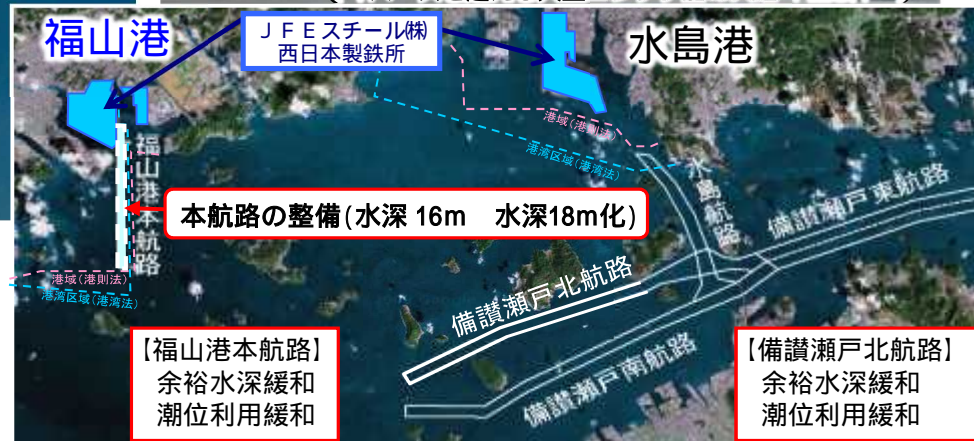 福山港
JFEスチール㈱
西日本製鉄所
水島港
港域(港則法)
港湾区域(港湾法)
水島航路
備讃瀬戸東航路
福山港本航路
本航路の整備(水深16m 水深18m化)
港域(港則法)
港湾区域(港湾法)
備讃瀬戸北航路
備讃瀬戸南航路
【福山港本航路】
余裕水深緩和
潮位利用緩和
【備讃瀬戸北航路】
余裕水深緩和
潮位利用緩和